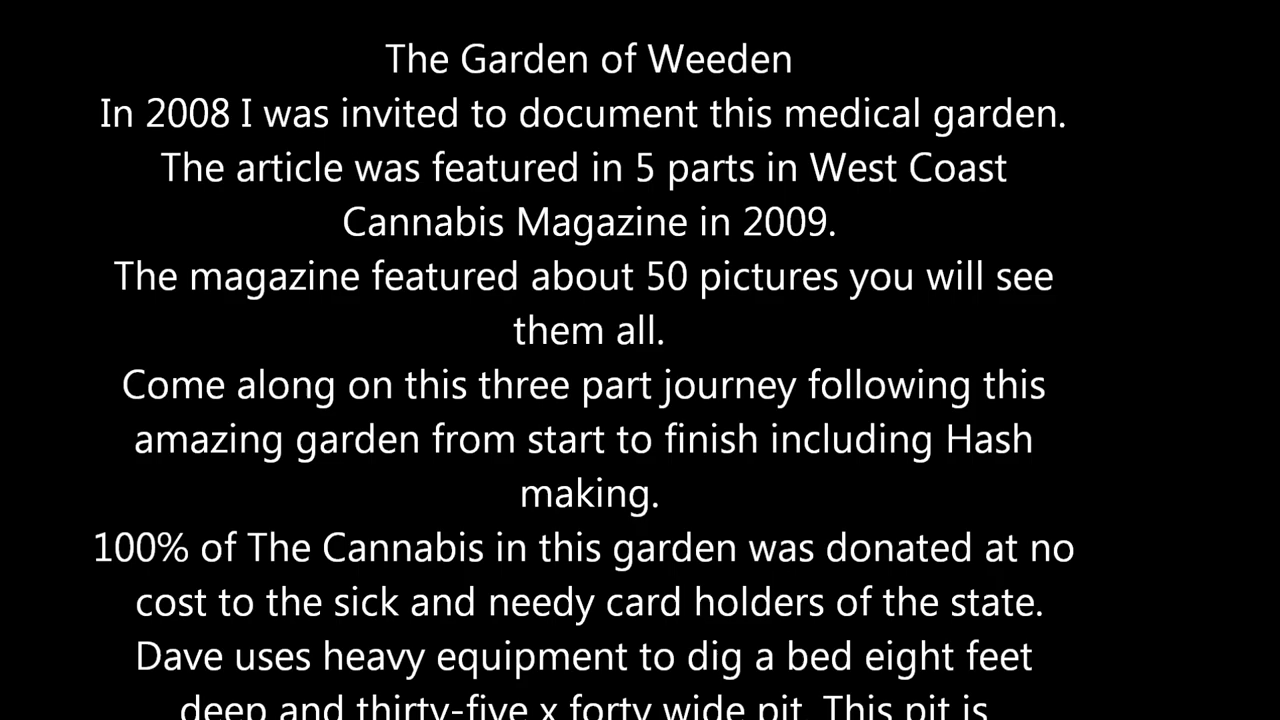 The Garden of Weeden
In 2008 I was invited to document this medical garden.
The article was featured in 5 parts in West Coast
Cannabis Magazine in 2009.
The magazine featured about 50 pictures you will see
them all.
Come along on this three part journey following this
amazing garden from start to finish including Hash
making.
100% of The Cannabis in this garden was donated at no
cost to the sick and needy card holders of the state.
Dave uses heavy equipment to dig a bed eight feet
deep and thirty-five x forty wide pit. This pit is